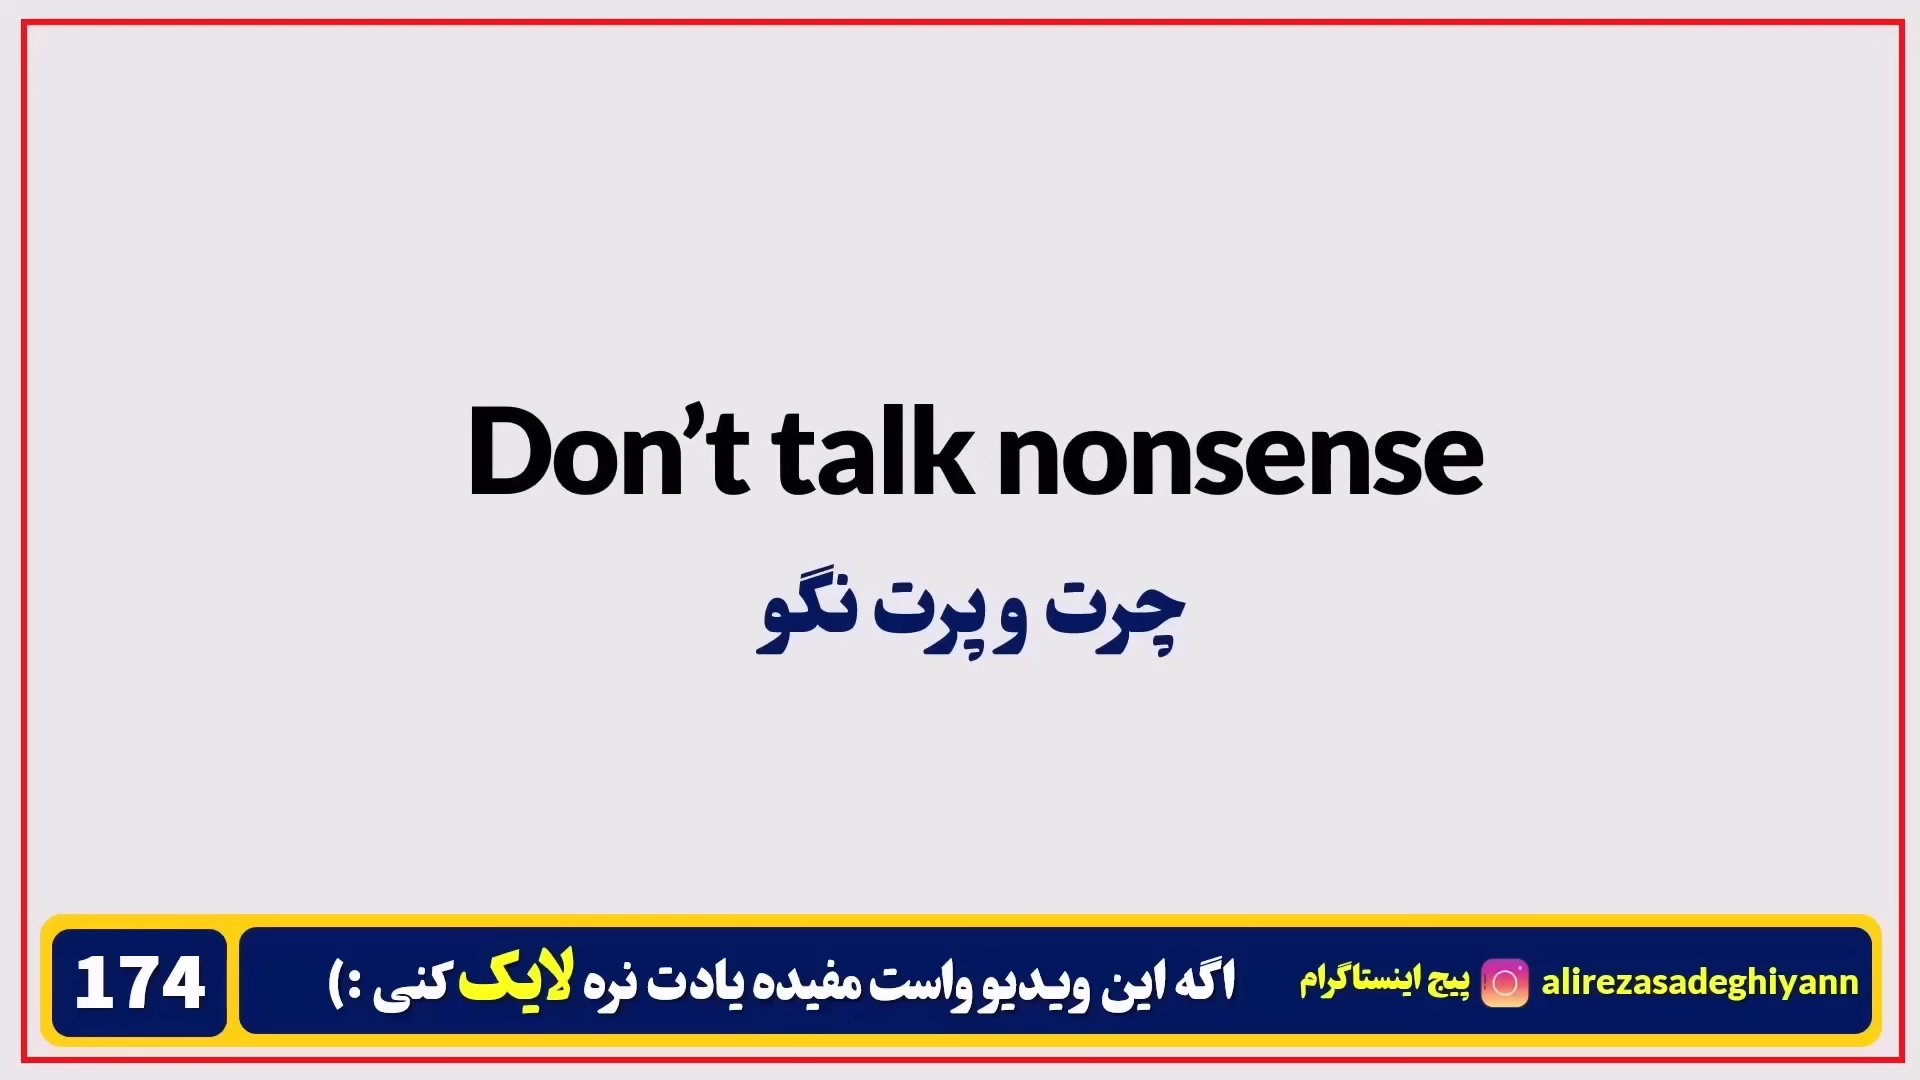 Don’t talk nonsense
چرت و پرت نگو
174
اگه این ویدیو واست مفیده یادت نره لایک کنی :)
پیج اینستاگرام
alirezasadeghiyann